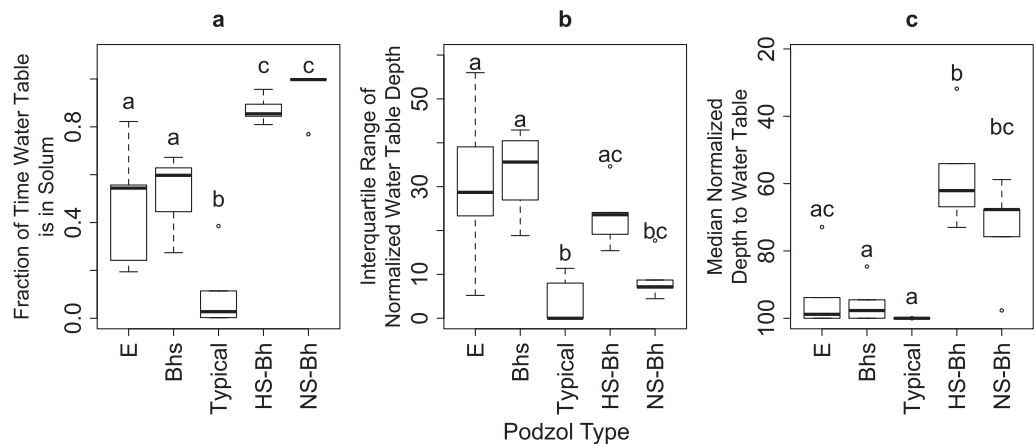 a
b
c
Fraction of Time Water Table
is in Solum
0.0
0.4
0.8
a
a
b
c
c
E
Bhs
Typical
HS-Bh
NS-Bh
Interquartile Range of
Normalized Water Table Depth
0
10
30
50
a
a
b
ac
bc
E
Bhs
Typical
HS-Bh
NS-Bh
Median Normalized
Depth to Water Table
20
40
60
80
100
ac
a
a
b
bc
E
Bhs
Typical
HS-Bh
NS-Bh
Podzol Type